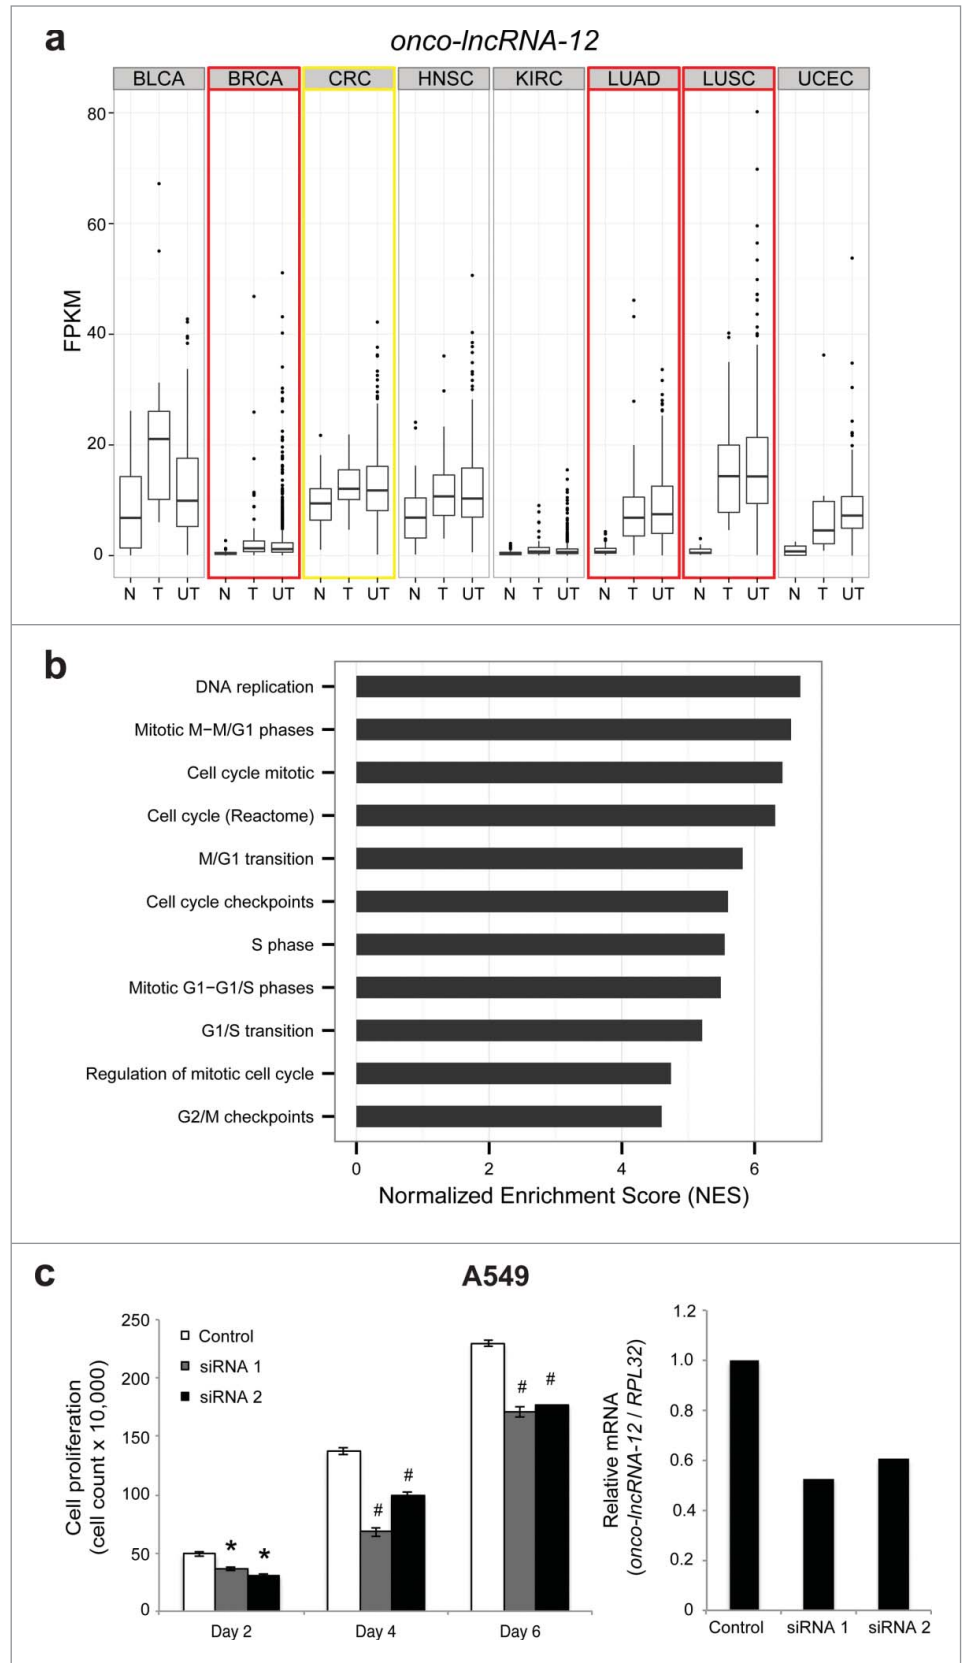 a
onco-lncRNA-12
BLCA BRCA CRC HNSC KIRC LUAD LUSC UCEC
FPKM
80
60
40
20
0
N T UT N T UT N T UT N T UT N T UT N T UT N T UT N T UT
b
DNA replication
Mitotic M−M/G1 phases
Cell cycle mitotic
Cell cycle (Reactome)
M/G1 transition
Cell cycle checkpoints
S phase
Mitotic G1−G1/S phases
G1/S transition
Regulation of mitotic cell cycle
G2/M checkpoints
0 2 4 6
Normalized Enrichment Score (NES)
c
A549
Cell proliferation
(cell count x 10,000)
250
200
150
100
50
0
Control
siRNA 1
siRNA 2
* *
# #
# #
Day 2 Day 4 Day 6
Relative mRNA
(onco-lncRNA-12 / RPL32)
1.2
1.0
0.8
0.6
0.4
0.2
0
Control siRNA 1 siRNA 2